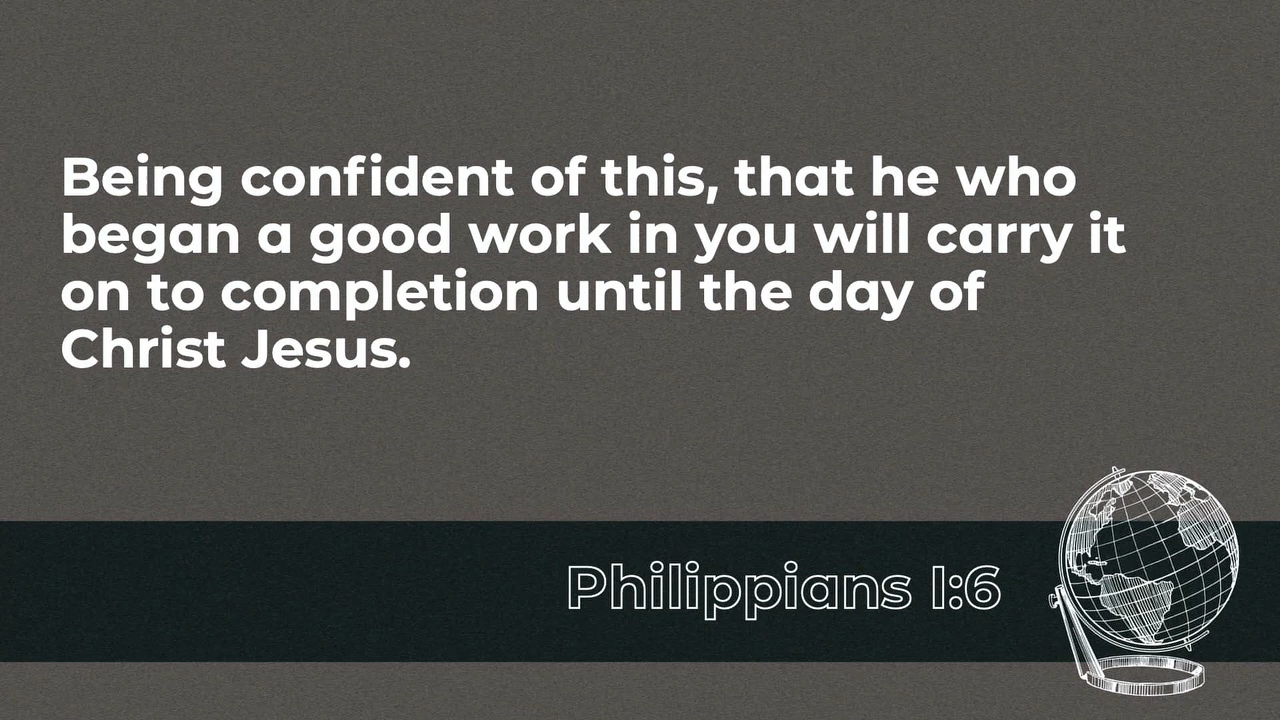 Being confident of this, that he who
began a good work in you will carry it
on to completion until the day of
Christ Jesus.
Philippians 1:6